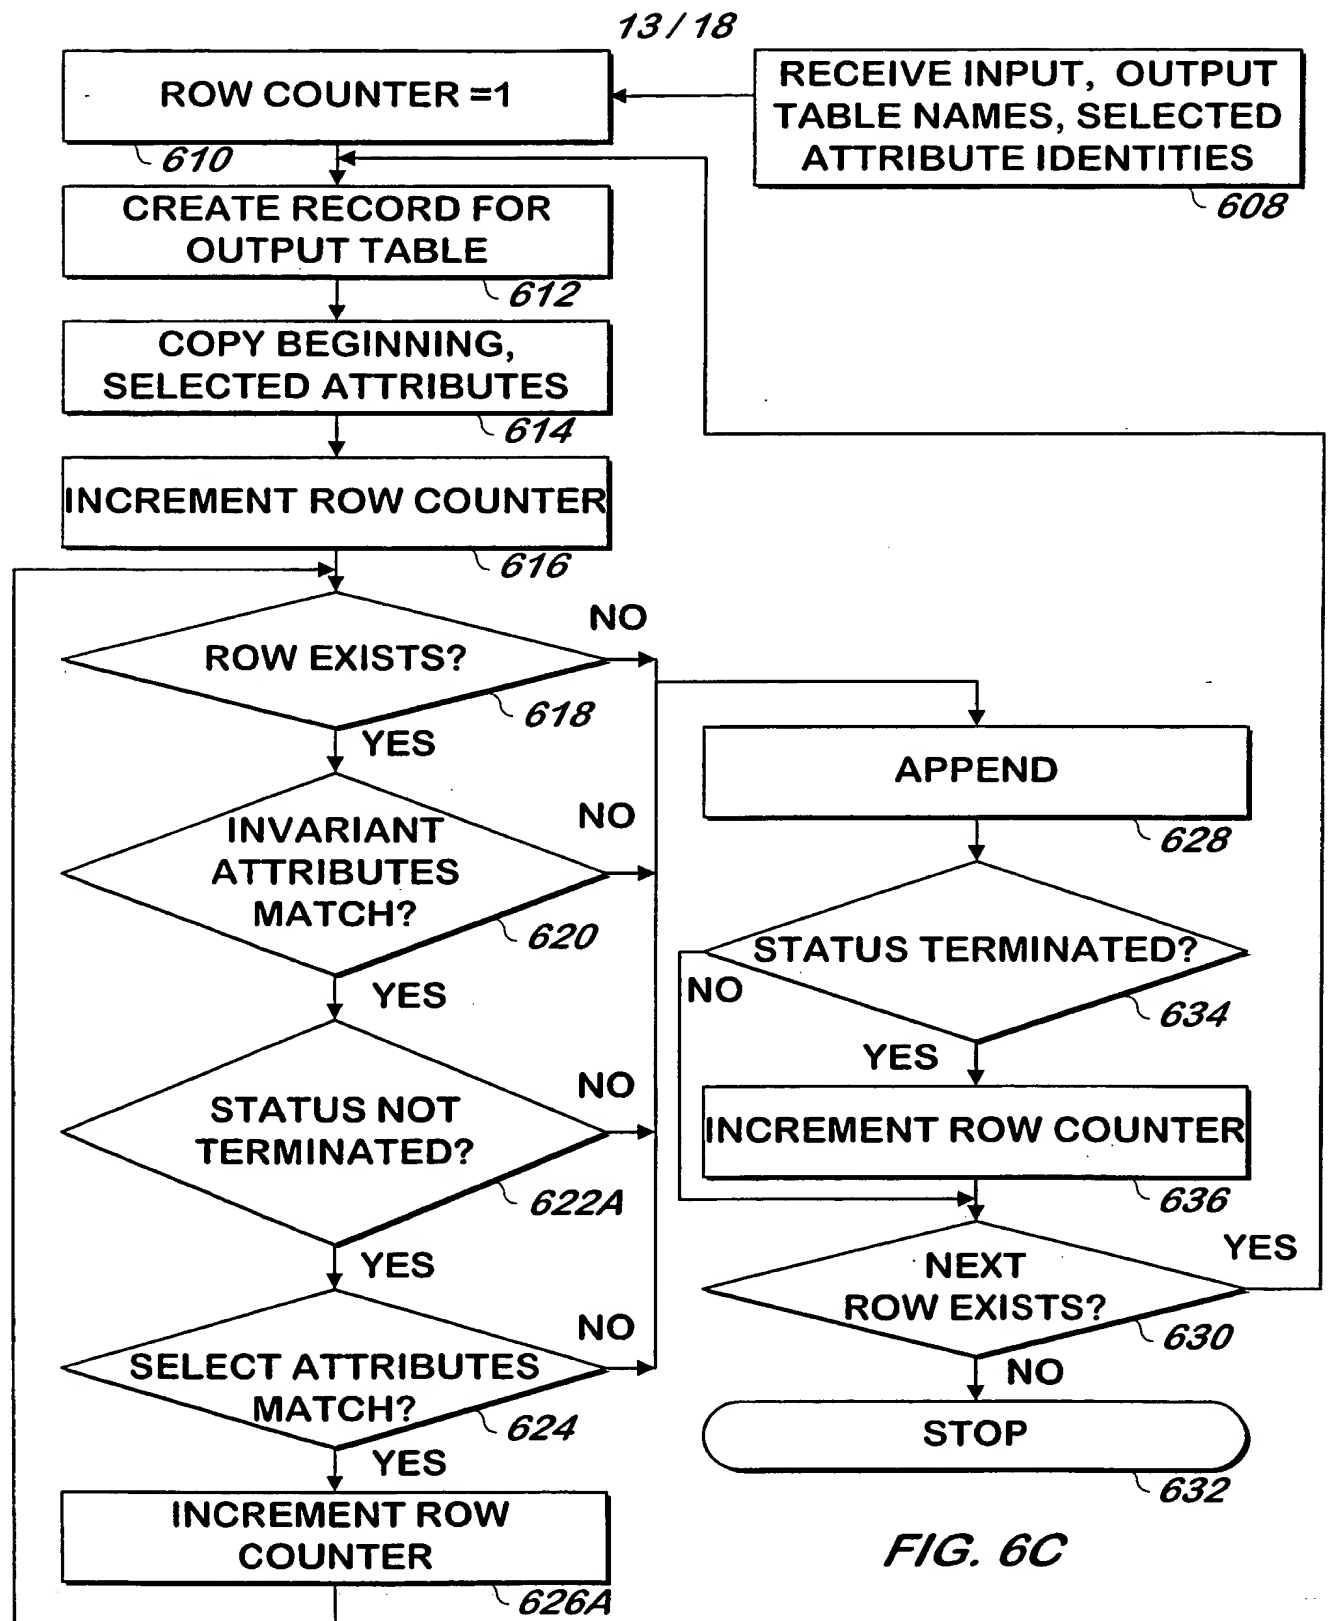 13 / 18
ROW COUNTER =1
610
RECEIVE INPUT, OUTPUT
TABLE NAMES, SELECTED
ATTRIBUTE IDENTITIES
608
CREATE RECORD FOR
OUTPUT TABLE
612
COPY BEGINNING,
SELECTED ATTRIBUTES
614
INCREMENT ROW COUNTER
616
ROW EXISTS?
NO
618
YES
INVARIANT
ATTRIBUTES
MATCH?
NO
620
YES
STATUS NOT
TERMINATED?
NO
622A
YES
SELECT ATTRIBUTES
MATCH?
NO
624
YES
INCREMENT ROW
COUNTER
626A
APPEND
628
STATUS TERMINATED?
NO
634
YES
INCREMENT ROW COUNTER
636
NEXT
ROW EXISTS?
YES
630
NO
STOP
632
FIG. 6C